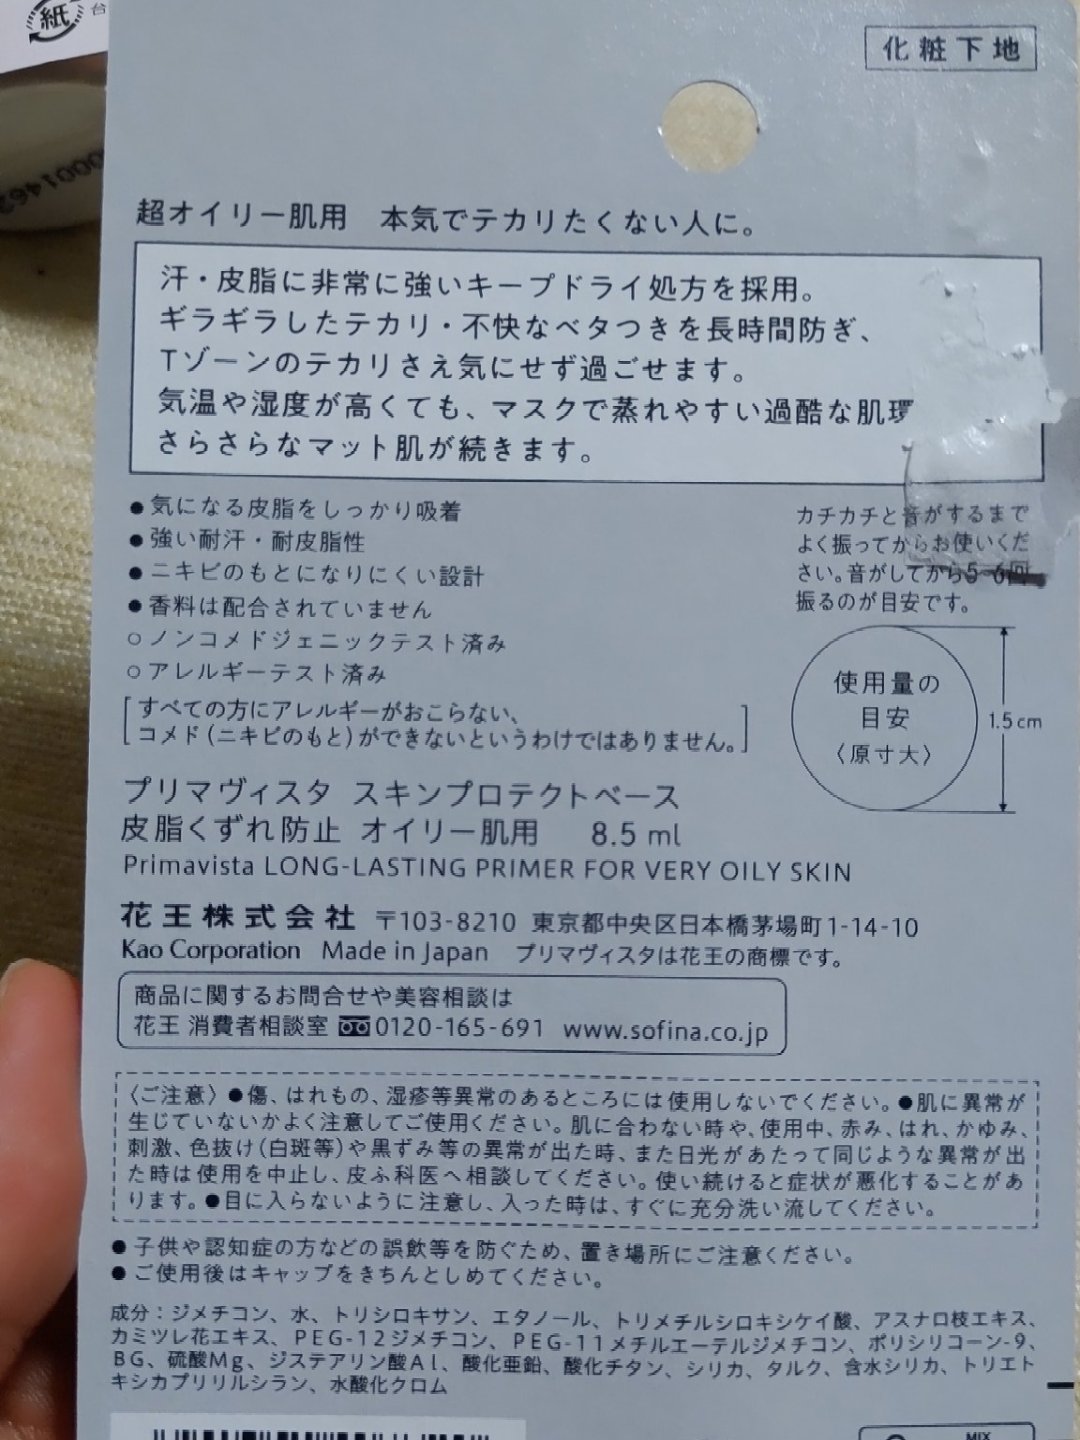 紙
台
化粧下地
超オイリー肌用 本気でテカリたくない人に。
汗・皮脂に非常に強いキープドライ処方を採用。
ギラギラしたテカリ・不快なベタつきを長時間防ぎ、
Tゾーンのテカリさえ気にせず過ごせます。
気温や湿度が高くても、マスクで蒸れやすい過酷な肌環
さらさらなマット肌が続きます。
●気になる皮脂をしっかり吸着
●強い耐汗・耐皮脂性
●ニキビのもとになりにくい設計
●香料は配合されていません
○ノンコメドジェニックテスト済み
○アレルギーテスト済み
[すべての方にアレルギーがおこらない、
コメド(ニキビのもと)ができないというわけではありません。]
カチカチと音がするまで
よく振ってからお使いくだ
さい。音がしてから5-6回
振るのが目安です。
使用量の
目安
〈原寸大〉
1.5cm
プリマヴィスタ スキンプロテクトベース
皮脂くずれ防止 オイリー肌用 8.5 ml
Primavista LONG-LASTING PRIMER FOR VERY OILY SKIN
花王株式会社 〒103-8210 東京都中央区日本橋茅場町1-14-10
Kao Corporation Made in Japan プリマヴィスタは花王の商標です。
商品に関するお問合せや美容相談は
花王 消費者相談室 0120-165-691 www.sofina.co.jp
〈ご注意〉●傷、はれもの、湿疹等異常のあるところには使用しないでください。●肌に異常が
生じていないかよく注意してご使用ください。肌に合わない時や、使用中、赤み、はれ、かゆみ、
刺激、色抜け(白斑等)や黒ずみ等の異常が出た時、また日光があたって同じような異常が出
た時は使用を中止し、皮ふ科医へ相談してください。使い続けると症状が悪化することがあ
ります。●目に入らないように注意し、入った時は、すぐに充分洗い流してください。
●子供や認知症の方などの誤飲等を防ぐため、置き場所にご注意ください。
●ご使用後はキャップをきちんとしめてください。
成分:ジメチコン、水、トリシロキサン、エタノール、トリメチルシロキシケイ酸、アスナロ枝エキス、
カミツレ花エキス、PEG-12ジメチコン、PEG-11メチルエーテルジメチコン、ポリシリコーン-9、
BG、硫酸Mg、ジステアリン酸Al、酸化亜鉛、酸化チタン、シリカ、タルク、含水シリカ、トリエト
キシカプリリルシラン、水酸化クロム
MIX